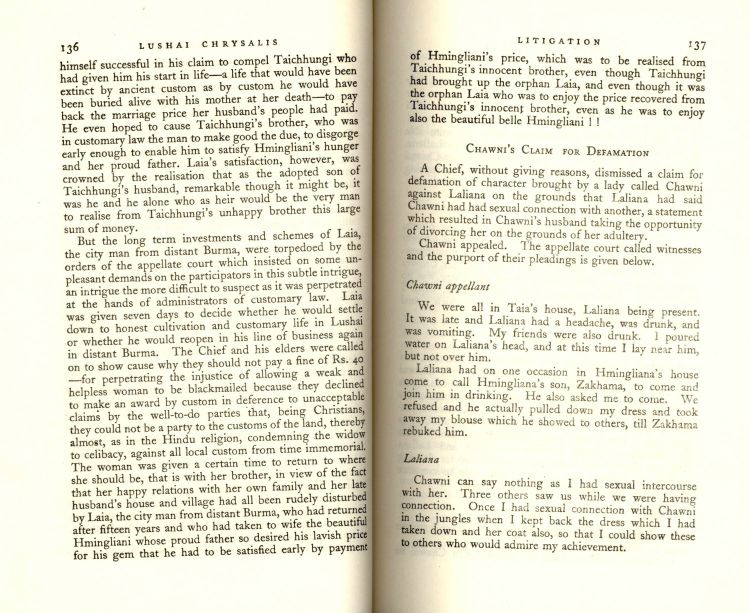 136 LUSHAI CHRYSALIS
himself successful in his claim to compel Taichhungi who
had given him his start in life—a life that would have been
extinct by ancient custom as by custom he would have
been buried alive with his mother at her death—to pay
back the marriage price her husband's people had paid.
He even hoped to cause Taichhungi's brother, who was
in customary law the man to make good the due, to disgorge
early enough to enable him to satisfy Hmingliani's hunger
and her proud father. Laia's satisfaction, however, was
crowned by the realisation that as the adopted son of
Taichhungi's husband, remarkable though it might be, it
was he and he alone who as heir would be the very man
to realise from Taichhungi's unhappy brother this large
sum of money.
But the long term investments and schemes of Laia,
the city man from distant Burma, were torpedoed by the
orders of the appellate court which insisted on some un-
pleasant demands on the participators in this subtle intrigue,
an intrigue the more difficult to suspect as it was perpetrated
at the hands of administrators of customary law. Laia
was given seven days to decide whether he would settle
down to honest cultivation and customary life in Lushai
or whether he would reopen in his line of business again
in distant Burma. The Chief and his elders were called
on to show cause why they should not pay a fine of Rs. 40
—for perpetrating the injustice of allowing a weak and
helpless woman to be blackmailed because they declined
to make an award by custom in deference to unacceptable
claims by the well-to-do parties that, being Christians,
they could not be a party to the customs of the land, thereby
almost, as in the Hindu religion, condemning the widow
to celibacy, against all local custom from time immemorial.
The woman was given a certain time to return to where
she should be, that is with her brother, in view of the fact
that her happy relations with her own family and her late
husband's house and village had all been rudely disturbed
by Laia, the city man from distant Burma, who had returned
after fifteen years and who had taken to wife the beautiful
Hmingliani whose proud father so desired his lavish price
for his gem that he had to be satisfied early by payment
LITIGATION 137
of Hmingliani's price, which was to be realised from
Taichhungi's innocent brother, even though Taichhungi
had brought up the orphan Laia, and even though it was
the orphan Laia who was to enjoy the price recovered from
Taichhungi's innocent brother, even as he was to enjoy
also the beautiful belle Hmingliani ! !
CHAWNI'S CLAIM FOR DEFAMATION
A Chief, without giving reasons, dismissed a claim for
defamation of character brought by a lady called Chawni
against Laliana on the grounds that Laliana had said
Chawni had had sexual connection with another, a statement
which resulted in Chawni's husband taking the opportunity
of divorcing her on the grounds of her adultery.
Chawni appealed. The appellate court called witnesses
and the purport of their pleadings is given below.
Chawni appellant
We were all in Taia's house, Laliana being present.
It was late and Laliana had a headache, was drunk, and
was vomiting. My friends were also drunk. I poured
water on Laliana's head, and at this time I lay near him,
but not over him.
Laliana had on one occasion in Hmingliana's house
come to call Hmingliana's son, Zakhama, to come and
join him in drinking. He also asked me to come. We
refused and he actually pulled down my dress and took
away my blouse which he showed to others, till Zakhama
rebuked him.
Laliana
Chawni can say nothing as I had sexual intercourse
with her. Three others saw us while we were having
connection. Once I had sexual connection with Chawni
in the jungles when I kept back the dress which I had
taken down and her coat also, so that I could show these
to others who would admire my achievement.